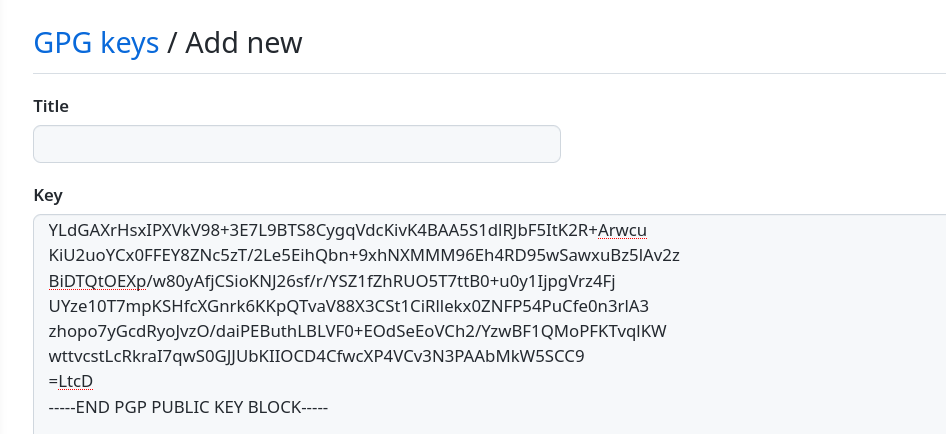 GPG keys / Add new
Title
Key
YLdGAXrHsxIPXVkV98+3E7L9BTS8CygqVdcKivK4BAA5S1dlRJbF5ItK2R+Arwcu
KiU2uoYCx0FFEY8ZNc5zT/2Le5EihQbn+9xhNXMMM96Eh4RD95wSawxuBz5lAv2z
BiDTQtOEXp/w80yAfjCSioKNJ26sf/r/YSZ1fZhRUO5T7ttB0+u0y1IjpgVrz4Fj
UYze10T7mpKSHfcXGnrk6KKpQTvaV88X3CSt1CiRllekx0ZNFP54PuCfe0n3rlA3
zhopo7yGcdRyoJvzO/daiPEButhLBLVF0+EOdSeEoVCh2/YzwBF1QMoPFKTvqlKW
wttvcstLcRkraI7qwS0GJJUbKIIOCD4CfwcXP4VCv3N3PAAbMkW5SCC9
=LtcD
-----END PGP PUBLIC KEY BLOCK-----